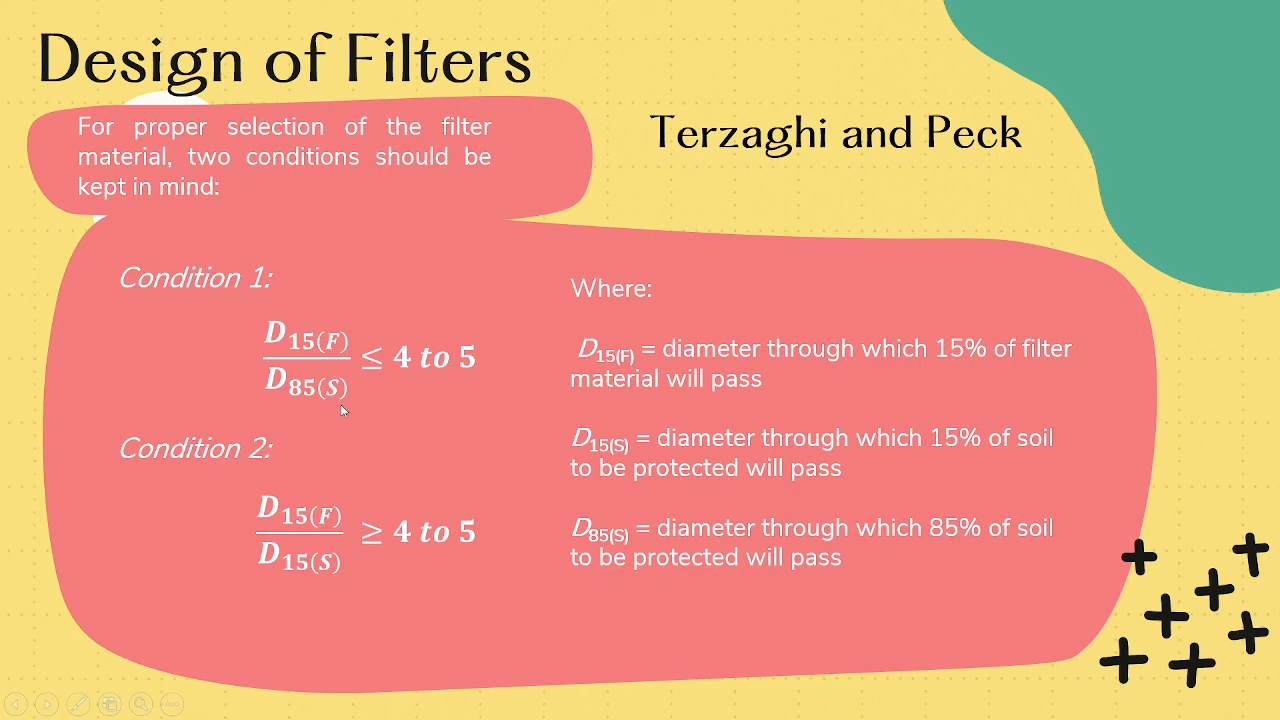 Design of Filters
For proper selection of the filter
material, two conditions should be
kept in mind:
Terzaghi and Peck
Condition 1:
D15(F)
D85(S)
≤ 4 to 5
Condition 2:
D15(F)
D15(S)
≥ 4 to 5
Where:
D15(F) = diameter through which 15% of filter
material will pass
D15(S) = diameter through which 15% of soil
to be protected will pass
D85(S) = diameter through which 85% of soil
to be protected will pass